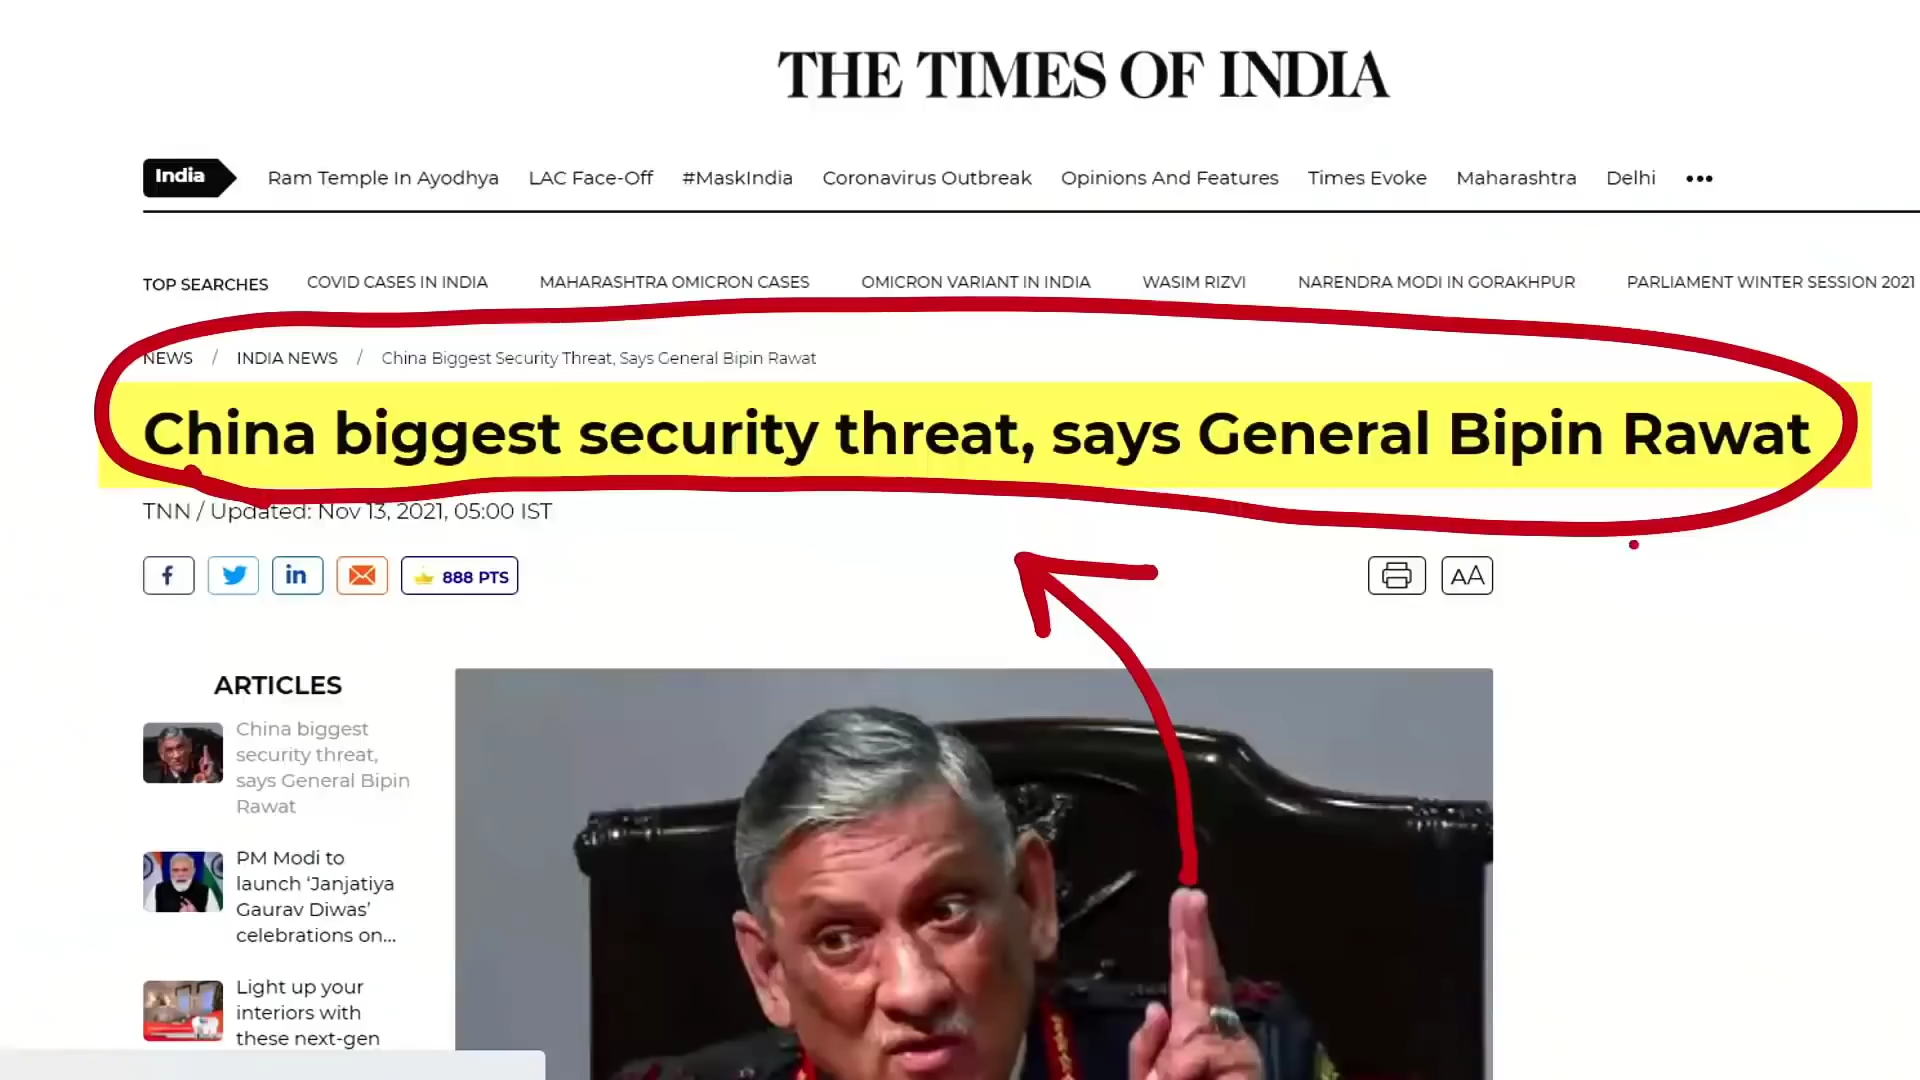 THE TIMES OF INDIA
India Ram Temple In Ayodhya LAC Face-Off #MaskIndia Coronavirus Outbreak Opinions And Features Times Evoke Maharashtra Delhi •••
TOP SEARCHES COVID CASES IN INDIA MAHARASHTRA OMICRON CASES OMICRON VARIANT IN INDIA WASIM RIZVI NARENDRA MODI IN GORAKHPUR PARLIAMENT WINTER SESSION 2021
NEWS / INDIA NEWS / China Biggest Security Threat, Says General Bipin Rawat
China biggest security threat, says General Bipin Rawat
TNN / Updated: Nov 13, 2021, 05:00 IST
f in 888 PTS AA
ARTICLES
China biggest
security threat,
says General Bipin
Rawat
PM Modi to
launch ‘Janjatiya
Gaurav Diwas’
celebrations on...
Light up your
interiors with
these next-gen